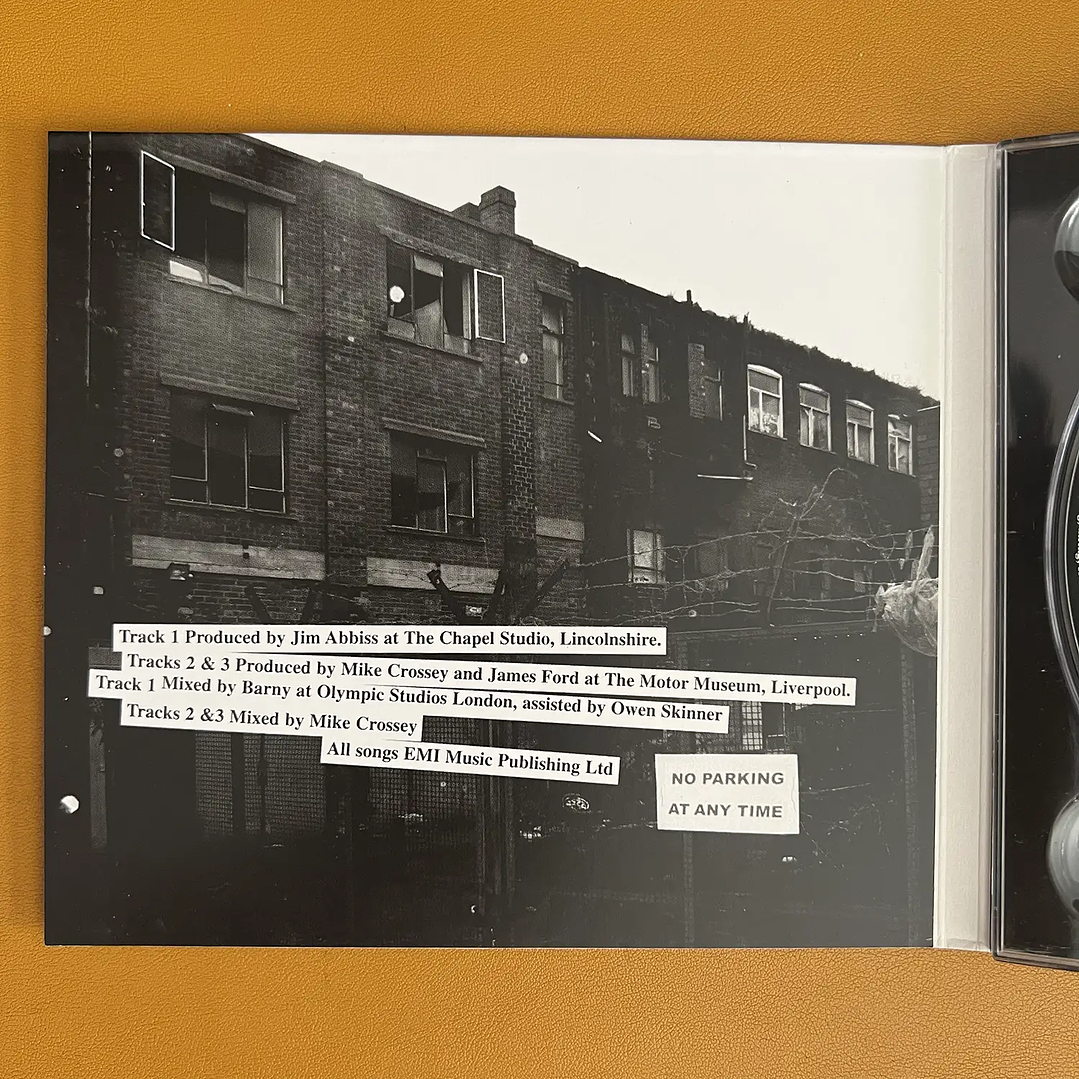 Track 1 Produced by Jim Abbiss at The Chapel Studio, Lincolnshire.
Tracks 2 & 3 Produced by Mike Crossey and James Ford at The Motor Museum, Liverpool.
Track 1 Mixed by Barny at Olympic Studios London, assisted by Owen Skinner
Tracks 2 &3 Mixed by Mike Crossey
All songs EMI Music Publishing Ltd
NO PARKING
AT ANY TIME